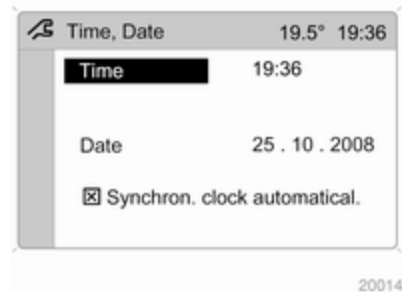 Time, Date 19.5° 19:36
Time 19:36
Date 25 . 10 . 2008
Synchron. clock automatical.
20014